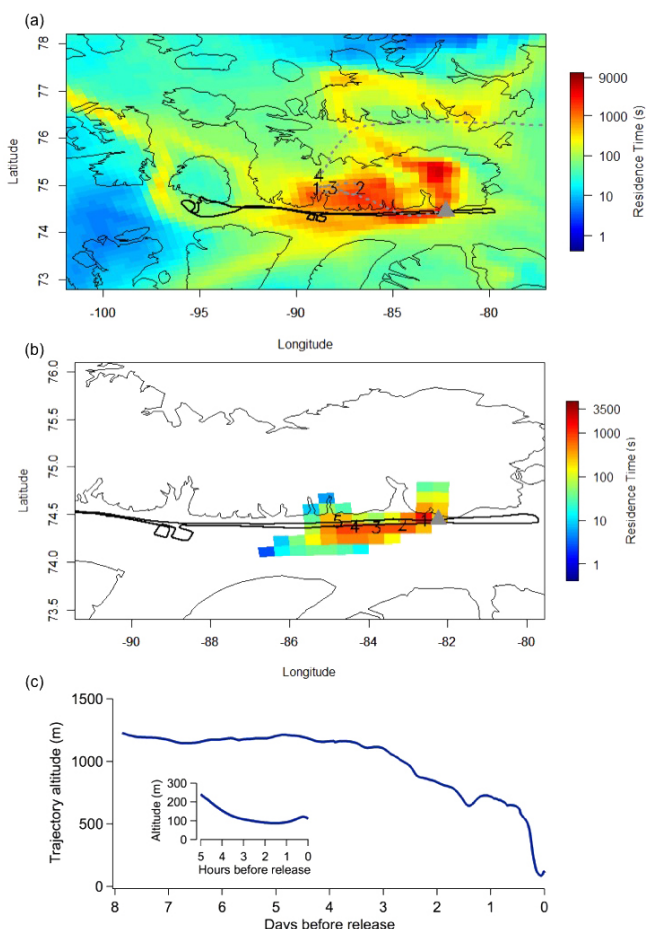 (a)
78
77
76
75
74
73
Latitude
4
1 3 2
-100 -95 -90 -85 -80
Longitude
9000
1000
100
10
1
Residence Time (s)
(b)
76.0
75.5
75.0
74.5
74.0
73.5
Latitude
5 4 3 2 1
-90 -88 -86 -84 -82 -80
Longitude
3500
1000
100
10
1
Residence Time (s)
(c)
1500
1000
500
0
Trajectory altitude (m)
300
200
100
0
Altitude (m)
5 4 3 2 1 0
Hours before release
8 7 6 5 4 3 2 1 0
Days before release